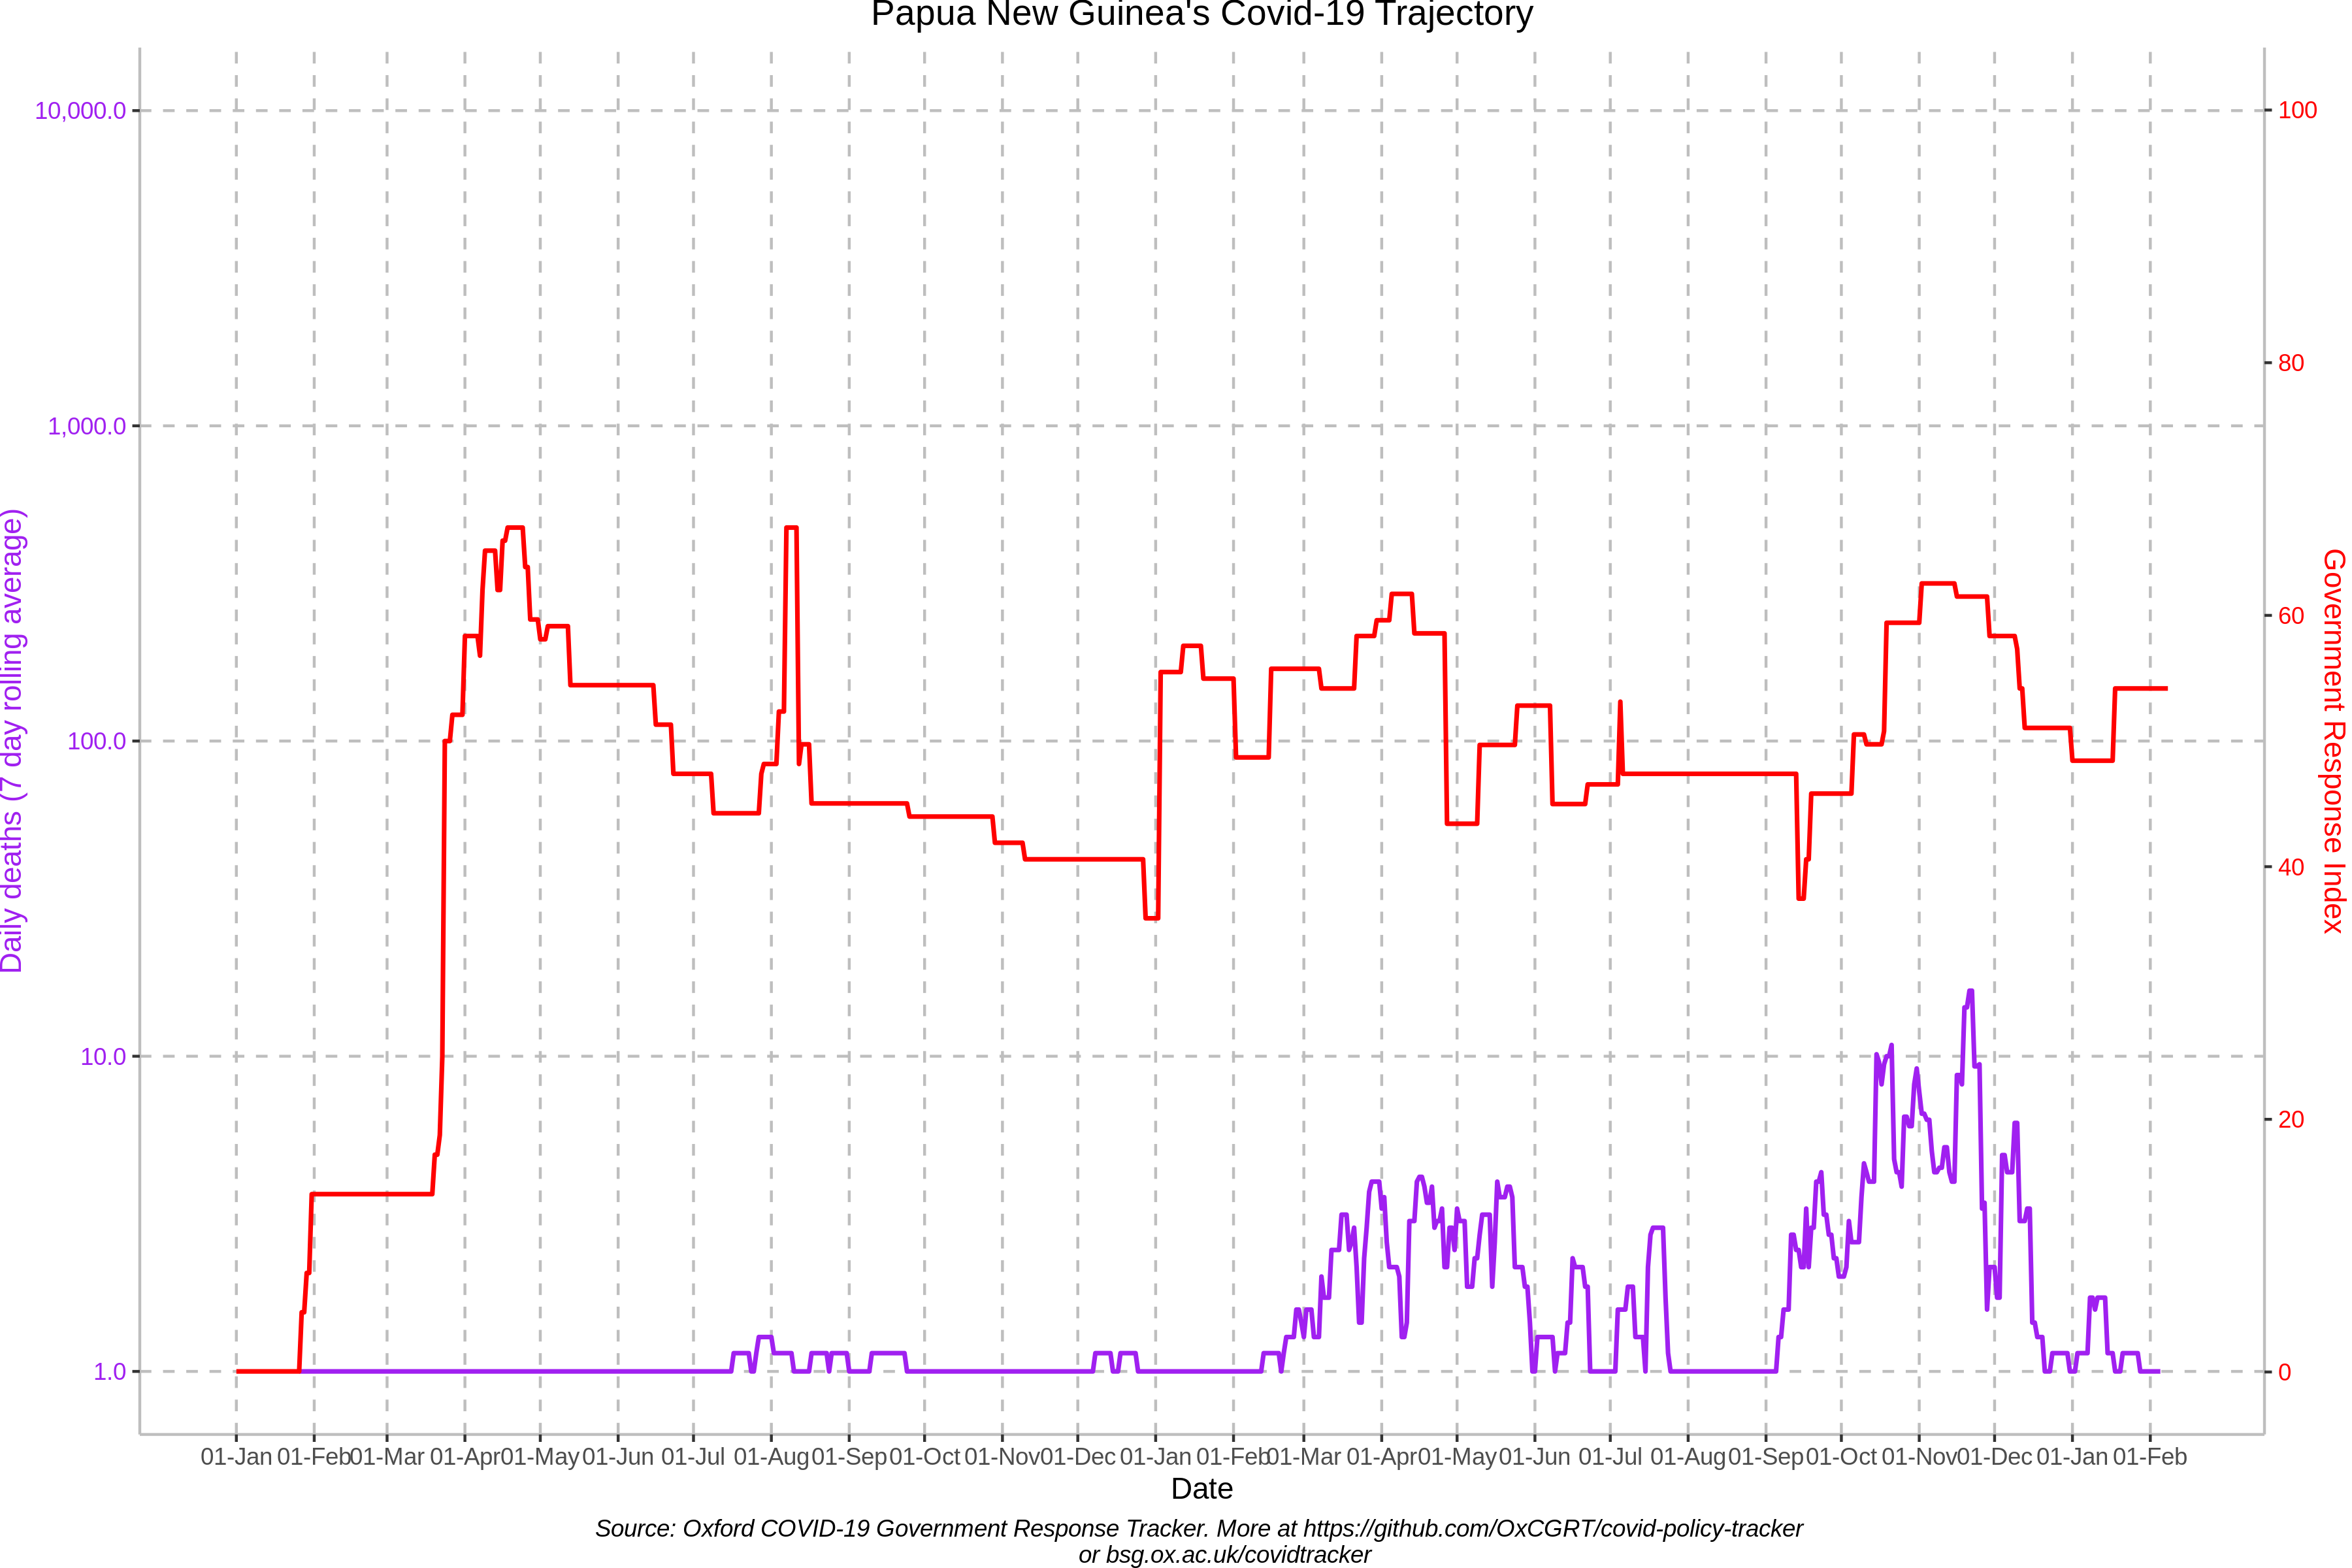 Papua New Guinea's Covid-19 Trajectory
10,000.0
1,000.0
100.0
10.0
1.0
Daily deaths (7 day rolling average)
100
80
60
40
20
0
Government Response Index
01-Jan 01-Feb 01-Mar 01-Apr 01-May 01-Jun 01-Jul 01-Aug 01-Sep 01-Oct 01-Nov 01-Dec 01-Jan 01-Feb 01-Mar 01-Apr 01-May 01-Jun 01-Jul 01-Aug 01-Sep 01-Oct 01-Nov 01-Dec 01-Jan 01-Feb
Date
Source: Oxford COVID-19 Government Response Tracker. More at https://github.com/OxCGRT/covid-policy-tracker
or bsg.ox.ac.uk/covidtracker